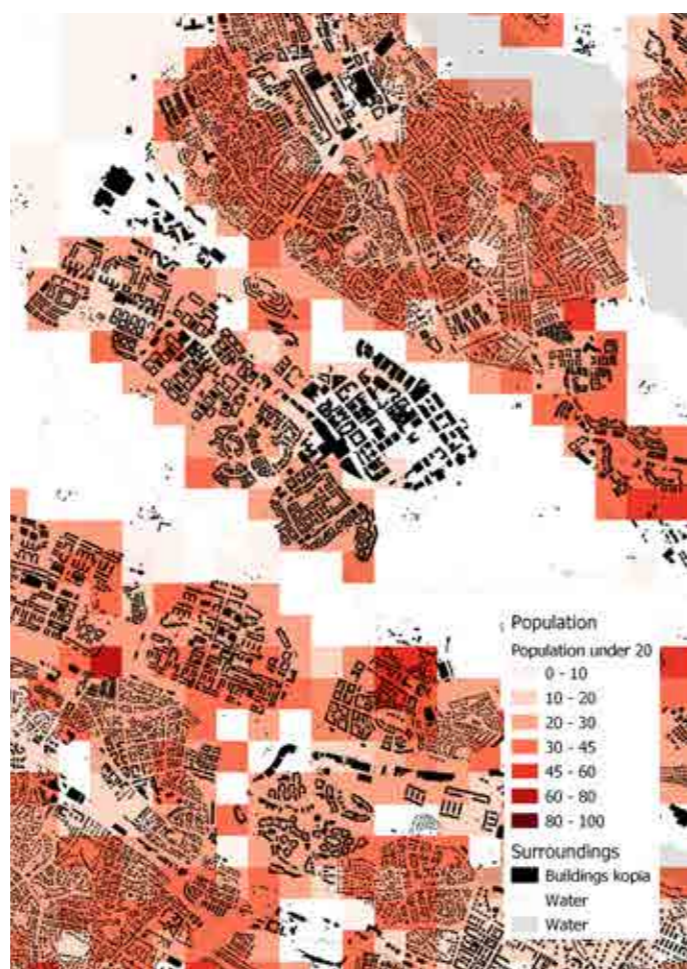 Population
Population under 20
0 - 10
10 - 20
20 - 30
30 - 45
45 - 60
60 - 80
80 - 100
Surroundings
Buildings kopia
Water
Water